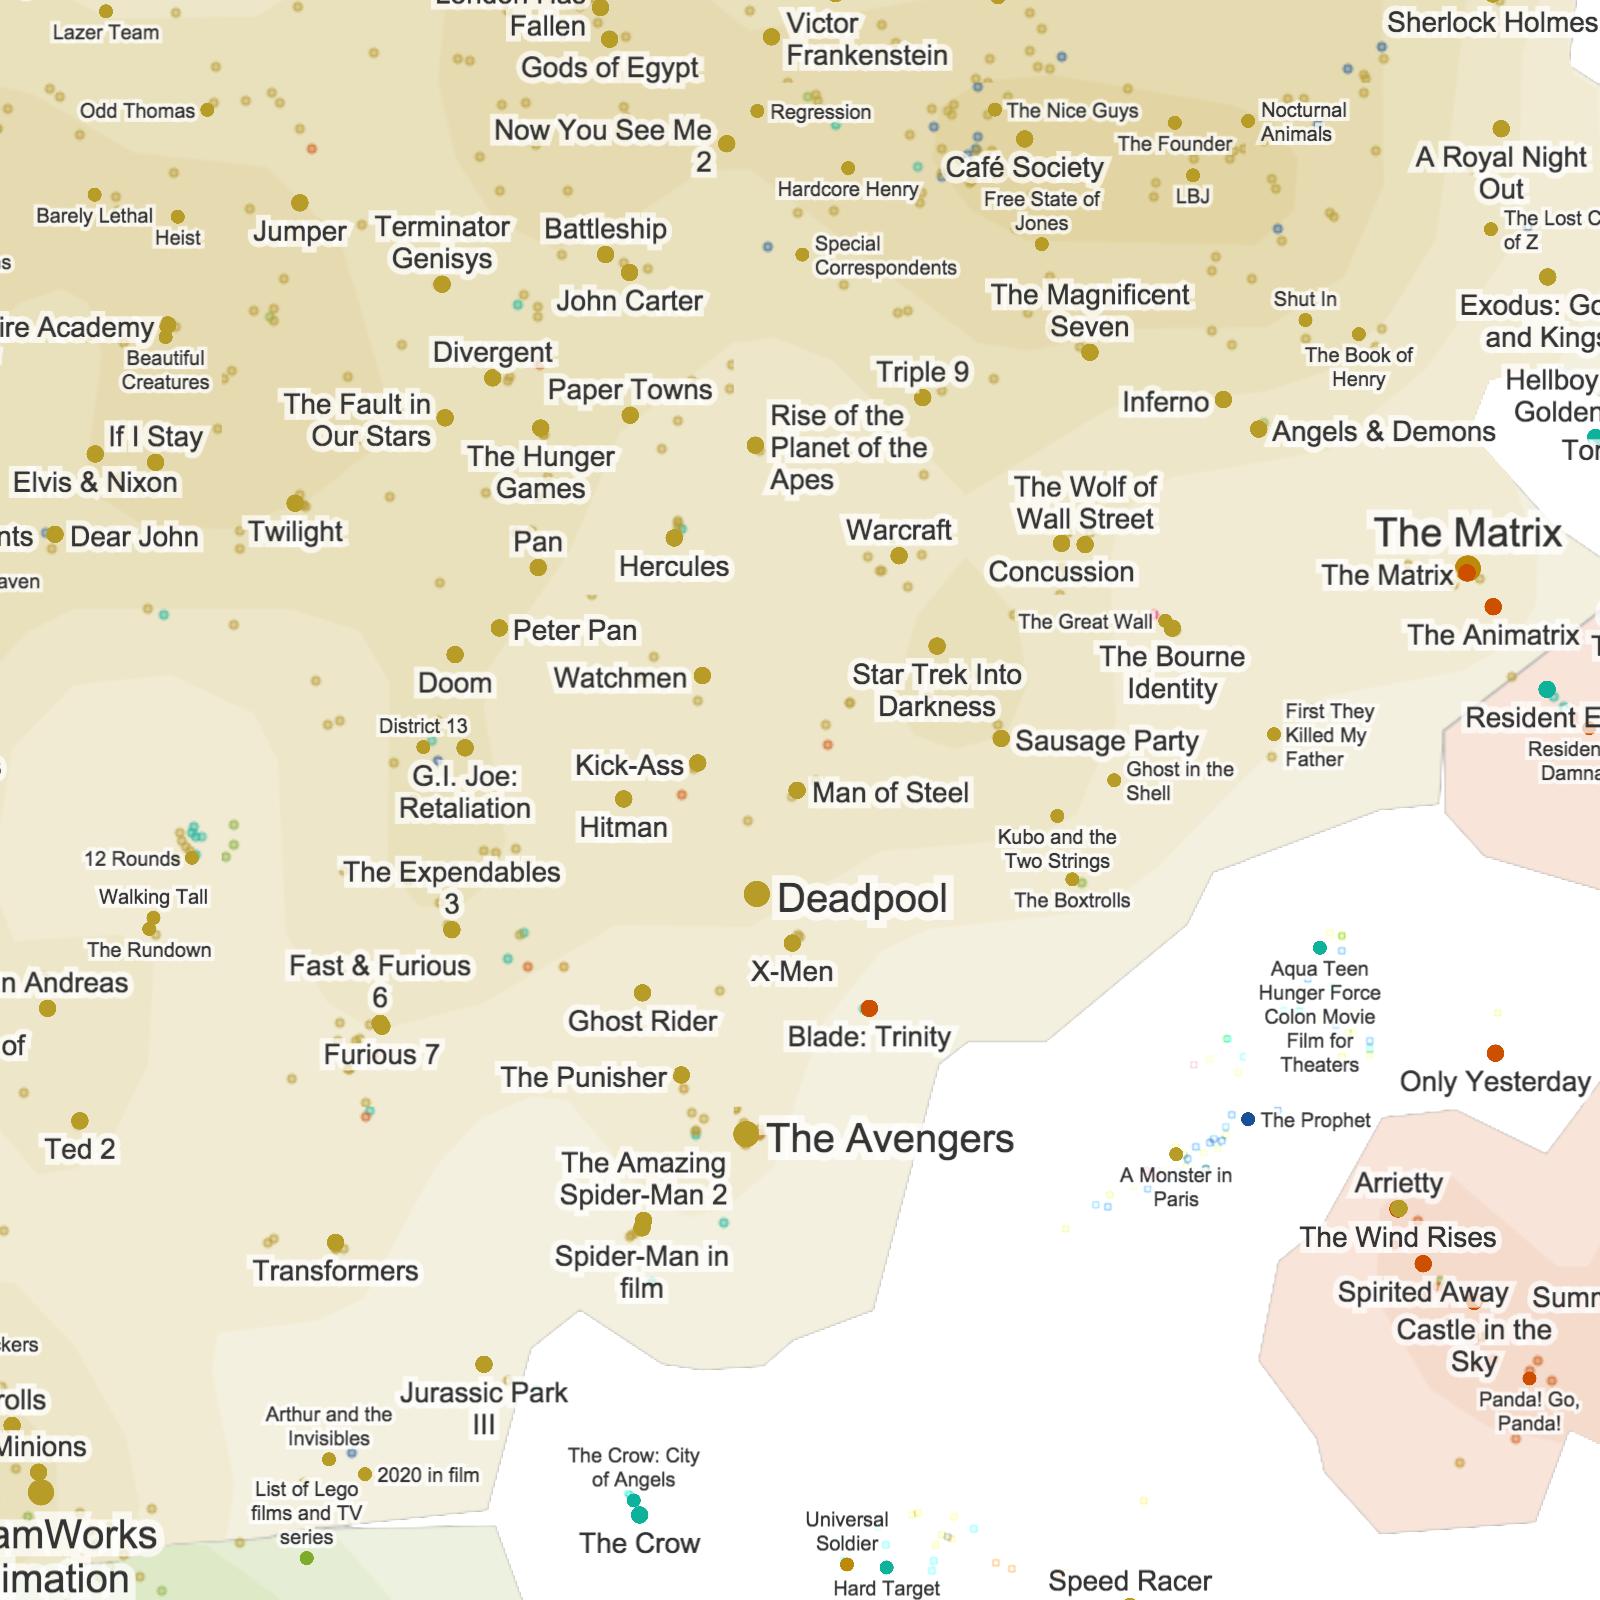 Fallen
Gods of Egypt
Lazer Team
Victor
Frankenstein
Sherlock Holmes
Odd Thomas
Now You See Me
2
Regression
The Nice Guys
The Founder
Nocturnal
Animals
Café Society
A Royal Night
Out
Hardcore Henry
Free State of
Jones
LBJ
Barely Lethal
Heist
Jumper
Terminator
Genisys
Battleship
John Carter
Special
Correspondents
The Lost
of Z
The Magnificent
Seven
Shut In
The Book of
Henry
Exodus:
and
Academy
Beautiful
Creatures
Divergent
Paper Towns
Triple 9
Inferno
Hellboy
Golden
The Fault in
Our Stars
Rise of the
Planet of the
Apes
Angels & Demons
If I Stay
Elvis & Nixon
The Hunger
Games
The Wolf of
Wall Street
Dear John
Twilight
Pan
Hercules
Warcraft
Concussion
The Matrix
The Matrix
The Animatrix
The Great Wall
The Bourne
Identity
Peter Pan
Doom
Watchmen
Star Trek Into
Darkness
Resident
District 13
G.I. Joe:
Retaliation
Kick-Ass
Hitman
Man of Steel
Sausage Party
Ghost in the
Shell
First They
Killed My
Father
Kubo and the
Two Strings
The Boxtrolls
12 Rounds
Walking Tall
The Rundown
The Expendables
3
Deadpool
X-Men
Blade: Trinity
Andreas
of
Fast & Furious
6
Furious 7
Ghost Rider
The Punisher
Aqua Teen
Hunger Force
Colon Movie
Film for
Theaters
Only Yesterday
The Prophet
A Monster in
Paris
Ted 2
The Avengers
The Amazing
Spider-Man 2
Spider-Man in
film
Transformers
Arrietty
The Wind Rises
Spirited Away
Castle in the
Sky
Panda! Go,
Panda!
Jurassic Park
III
Arthur and the
Invisibles
2020 in film
List of Lego
films and TV
series
Minions
The Crow: City
of Angels
The Crow
Universal
Soldier
Hard Target
Speed Racer